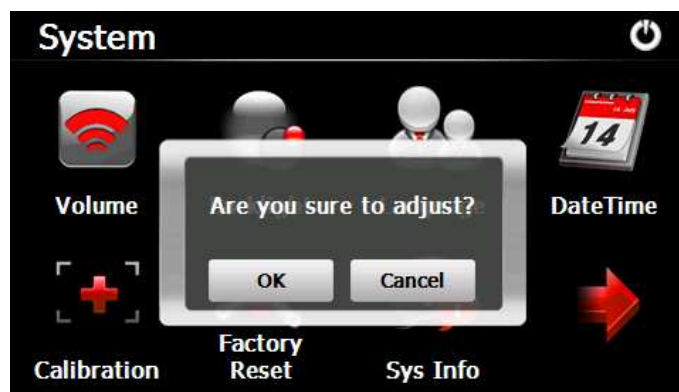 System
14
Volume
Are you sure to adjust?
DateTime
OK
Cancel
Calibration
Factory
Reset
Sys Info